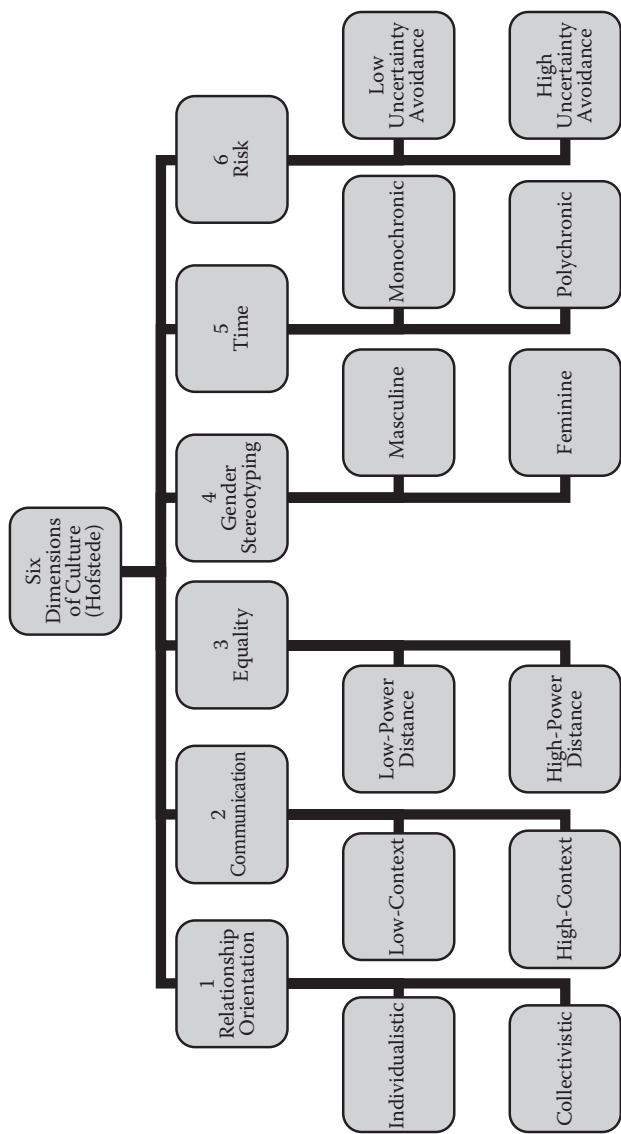 Six
Dimensions
of Culture
(Hofstede)
1
Relationship
Orientation
Individualistic
Collectivistic
2
Communication
Low-Context
High-Context
3
Equality
Low-Power
Distance
High-Power
Distance
4
Gender
Stereotyping
Masculine
Feminine
5
Time
Monochronic
Polychronic
6
Risk
Low
Uncertainty
Avoidance
High
Uncertainty
Avoidance